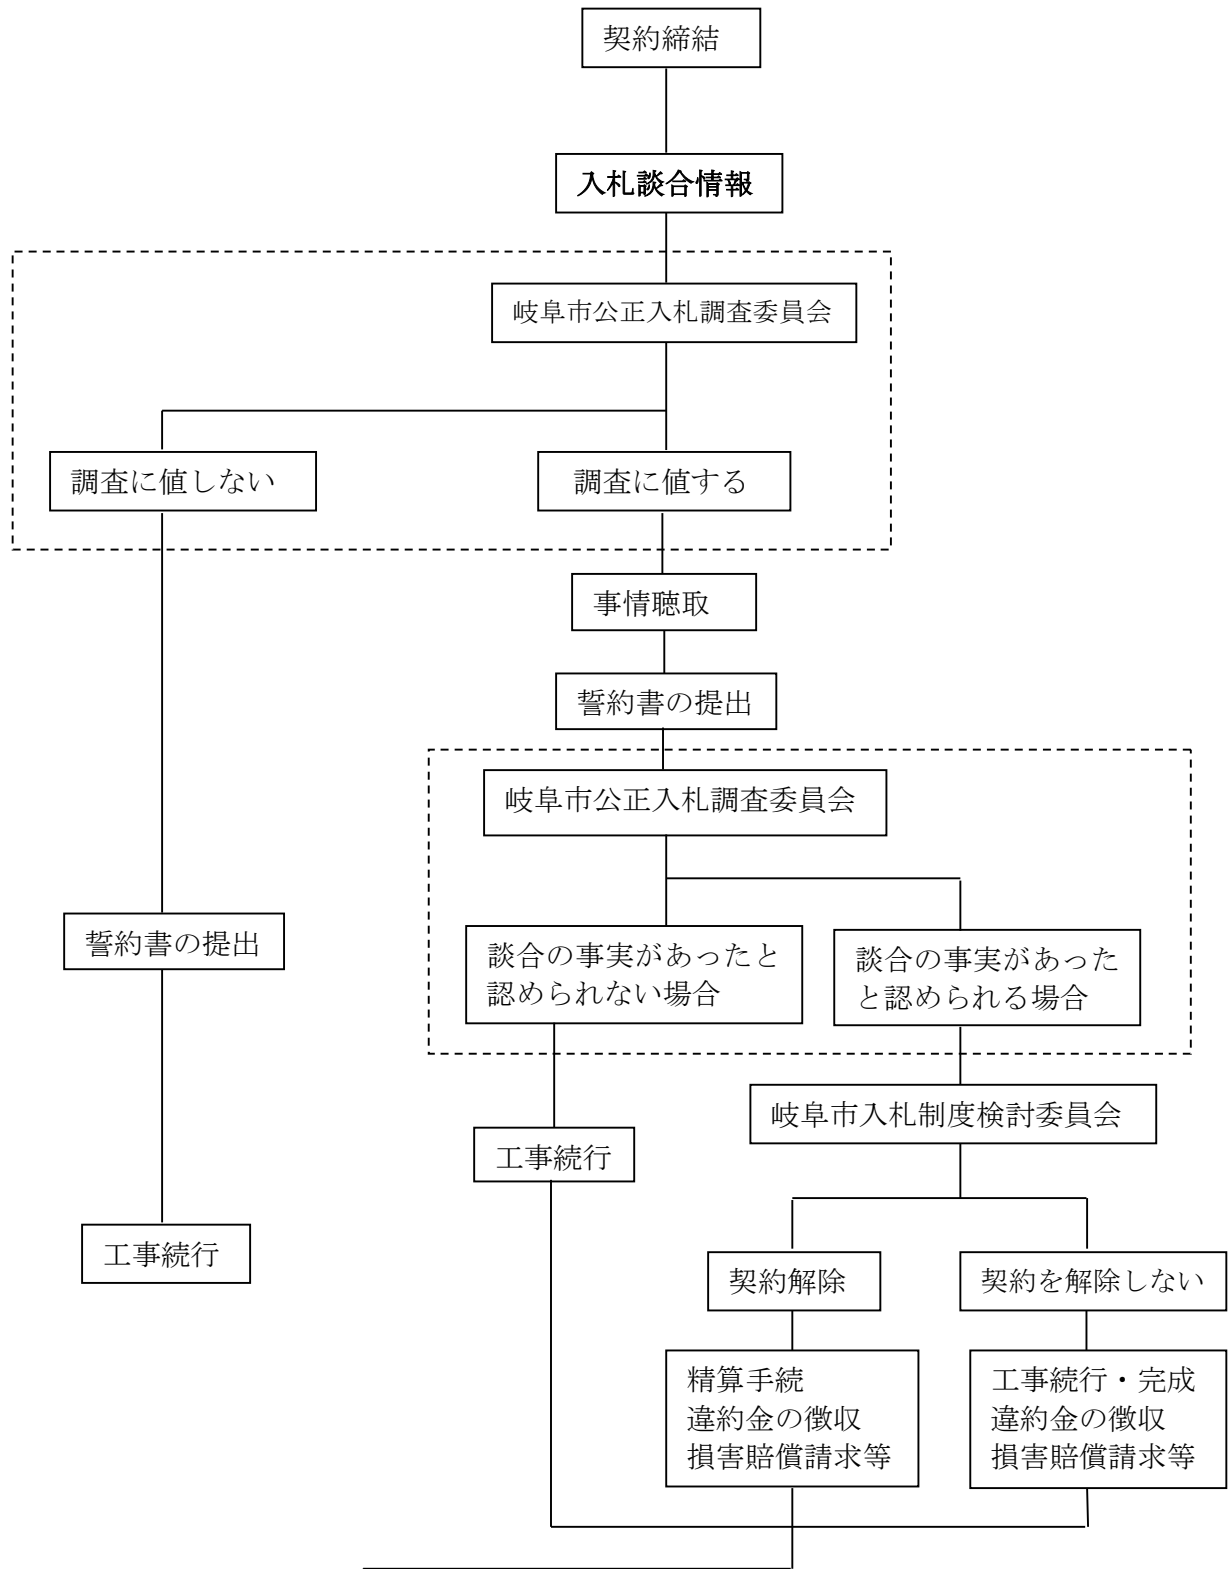 契約締結
入札談合情報
岐阜市公正入札調査委員会
調査に値しない
調査に値する
事情聴取
誓約書の提出
岐阜市公正入札調査委員会
誓約書の提出
談合の事実があったと
認められない場合
談合の事実があった
と認められる場合
岐阜市入札制度検討委員会
工事続行
工事続行
契約解除
契約を解除しない
精算手続
違約金の徴収
損害賠償請求等
工事続行・完成
違約金の徴収
損害賠償請求等